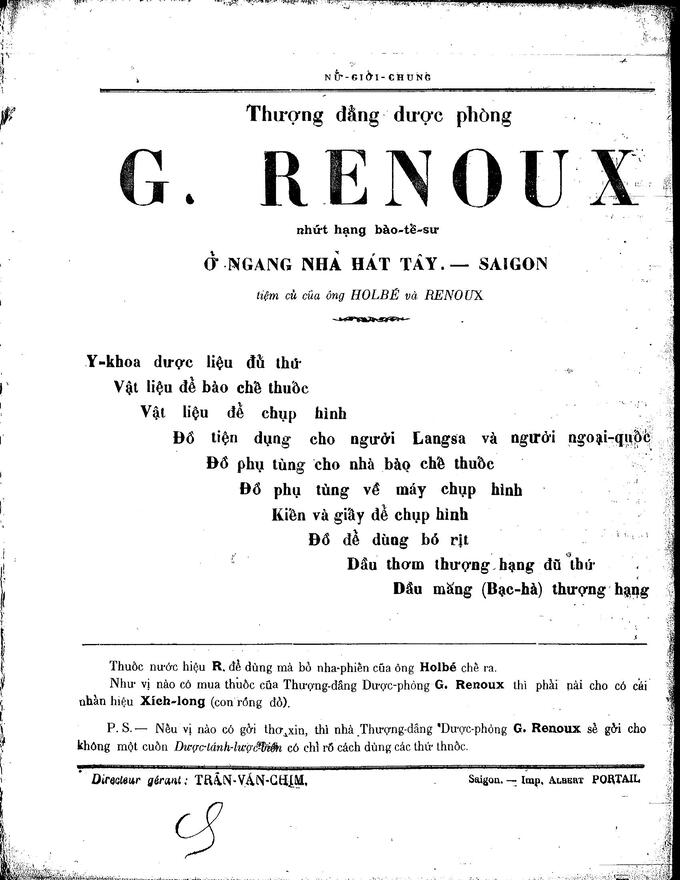 NỮ-GIỚI-CHUNG
Thượng đẳng dược phòng
G. RENOUX
nhứt hạng bào-tề-sư
Ở NGANG NHÀ HÁT TÂY. — SAIGON
tiệm củ của ông HOLBÉ và RENOUX
Y-khoa dược liệu đủ thứ
Vật liệu để bào chế thuốc
Vật liệu để chụp hình
Đồ tiện dụng cho người Langsa và người ngoại-quốc
Đồ phụ tùng cho nhà bào chế thuốc
Đồ phụ tùng về máy chụp hình
Kiến và giấy để chụp hình
Đồ để dùng bó rịt
Dầu thơm thượng hạng đủ thứ
Dầu măng (Bạc-hà) thượng hạng
Thuốc nước hiệu R, để dùng mà bỏ nha-phiến của ông Holbé chế ra.
Như vị nào có mua thuốc của Thượng-đẳng Dược-phòng G. Renoux thì phải nài cho có cái
nhàn hiệu Xích-long (con rồng đỏ).
P. S. — Nếu vị nào có gởi thơ xin, thì nhà Thượng-đẳng Dược-phòng G. Renoux sẽ gởi cho
không một cuốn Dược-tánh-lược-biên có chỉ rõ cách dùng các thứ thuốc.
Directeur gérant : TRẦN-VĂN-CHIM.
Saigon. — Imp, ALBERT PORTAIL